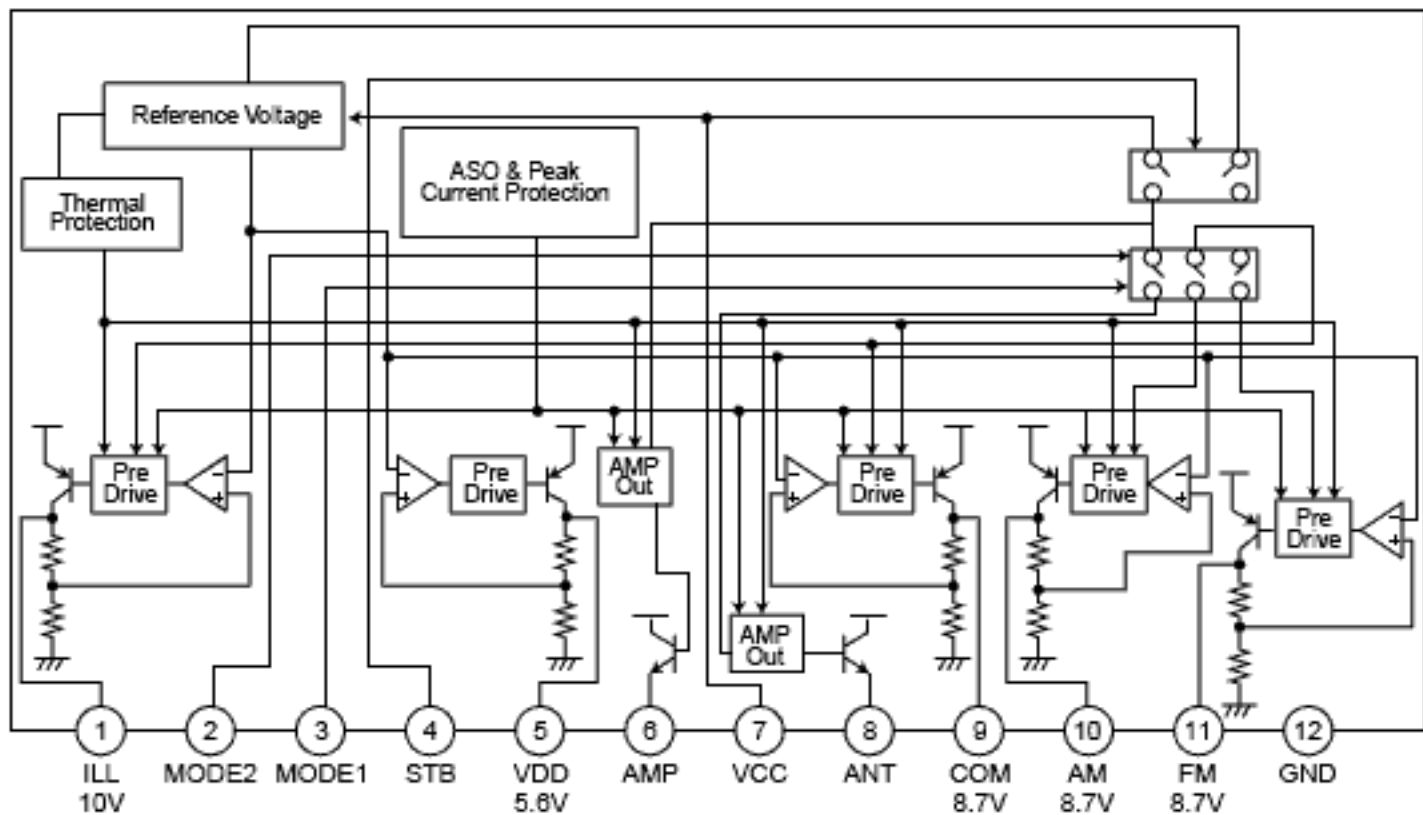 Reference Voltage
ASO & Peak
Current Protection
Thermal
Protection
Pre
Drive
-
+
-
+
Pre
Drive
AMP
Out
-
+
Pre
Drive
Pre
Drive
-
+
Pre
Drive
-
+
AMP
Out
1
2
3
4
5
6
7
8
9
10
11
12
ILL
10V
MODE2
MODE1
STB
VDD
5.6V
AMP
VCC
ANT
COM
8.7V
AM
8.7V
FM
8.7V
GND